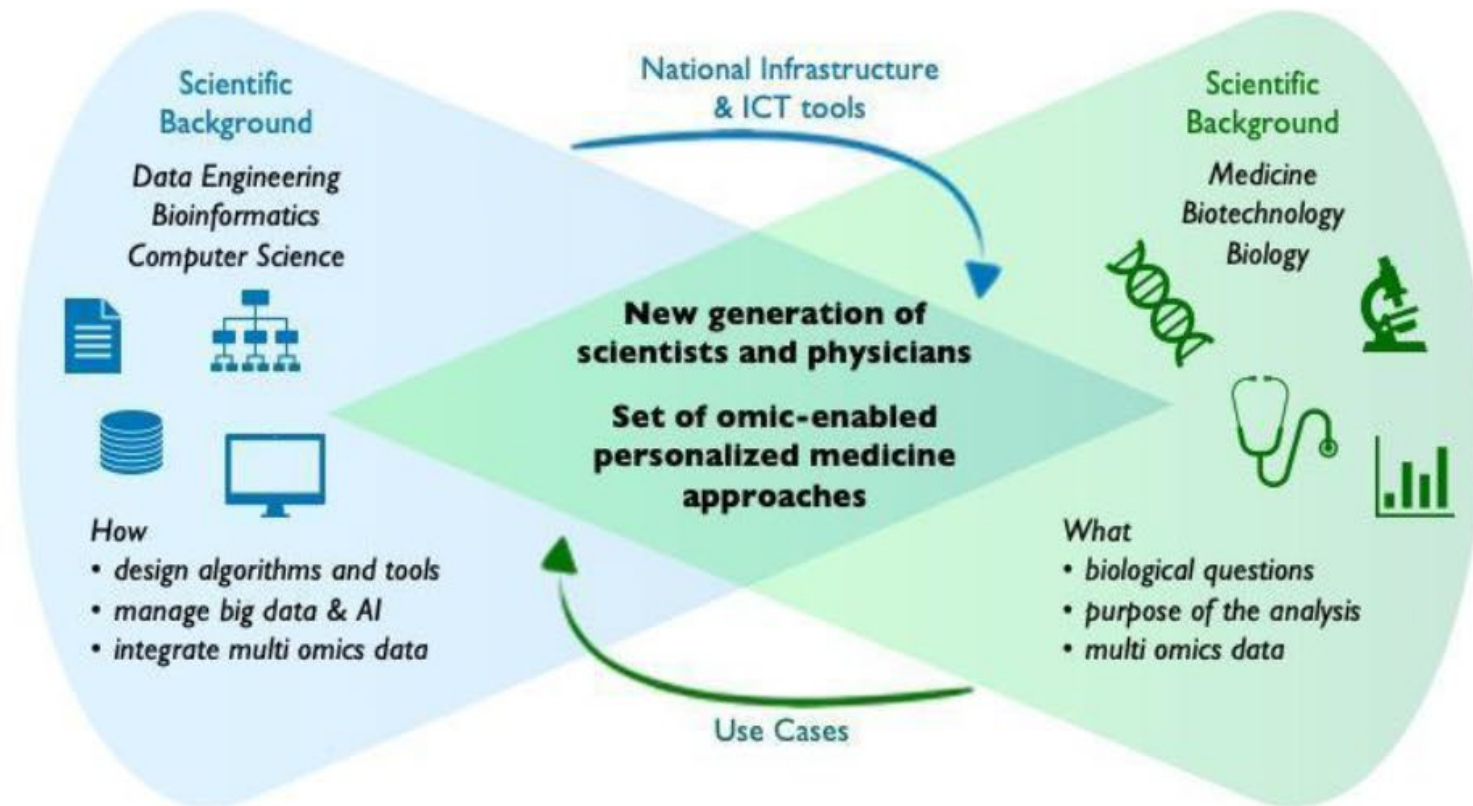 Scientific
Background
Data Engineering
Bioinformatics
Computer Science
How
• design algorithms and tools
• manage big data & AI
• integrate multi omics data
National Infrastructure
& ICT tools
New generation of
scientists and physicians
Set of omic-enabled
personalized medicine
approaches
Use Cases
Scientific
Background
Medicine
Biotechnology
Biology
What
• biological questions
• purpose of the analysis
• multi omics data